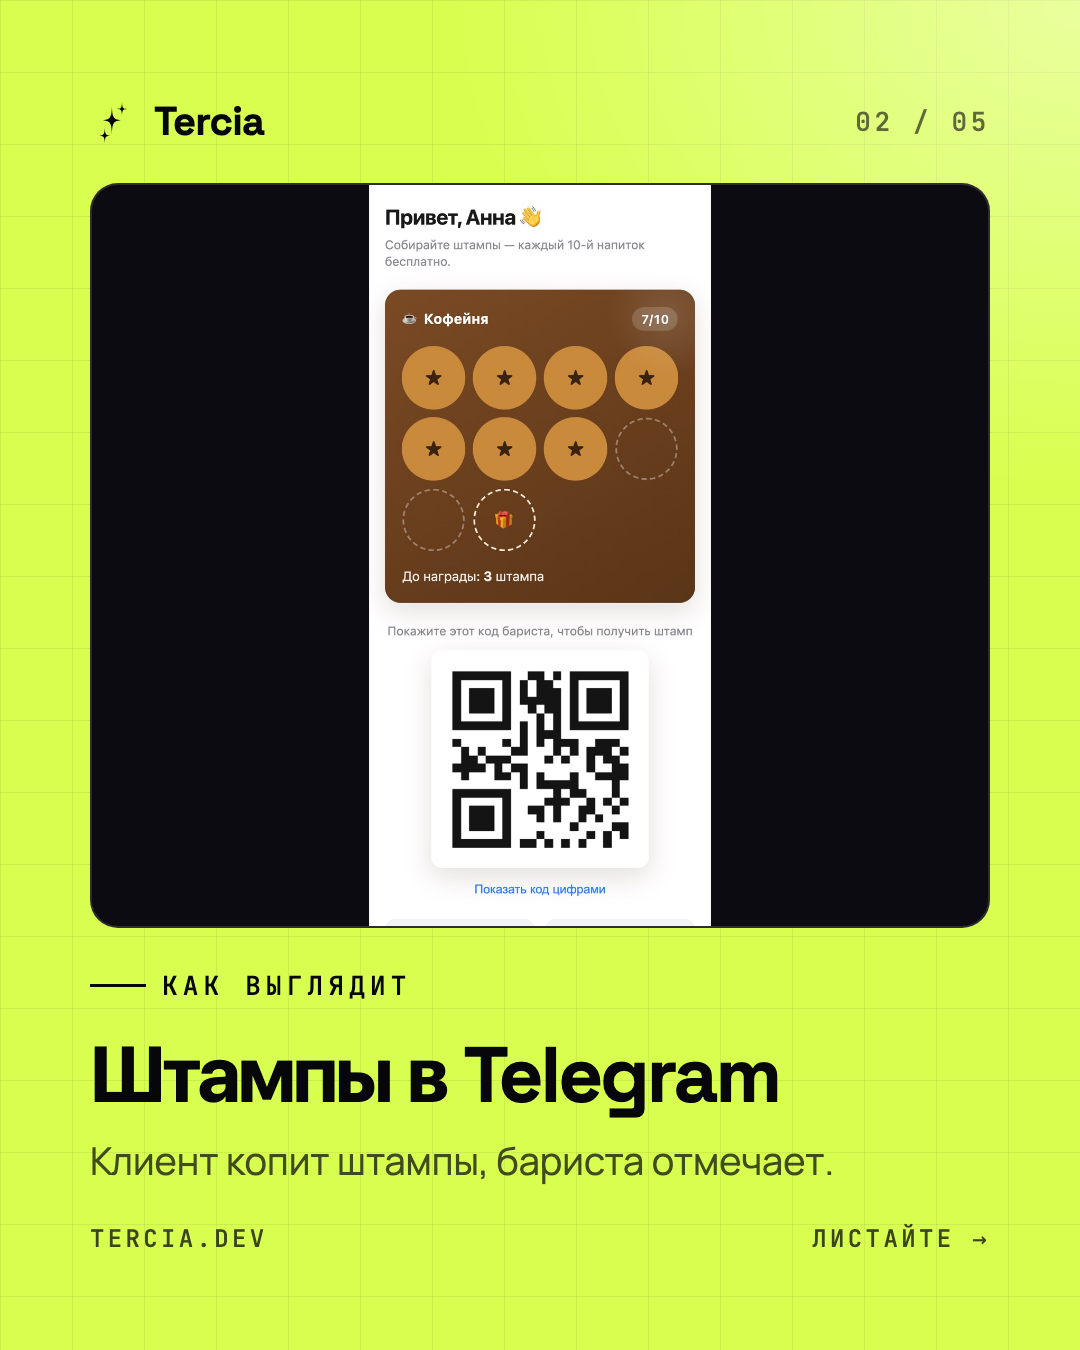 Tercia
02 / 05
Привет, Анна 👋
Собирайте штампы — каждый 10-й напиток
бесплатно.
☕ Кофейня
7/10
До награды: 3 штампа
Покажите этот код бариста, чтобы получить штамп
Показать код цифрами
КАК ВЫГЛЯДИТ
Штампы в Telegram
Клиент копит штампы, бариста отмечает.
TERCIA.DEV
ЛИСТАЙТЕ →